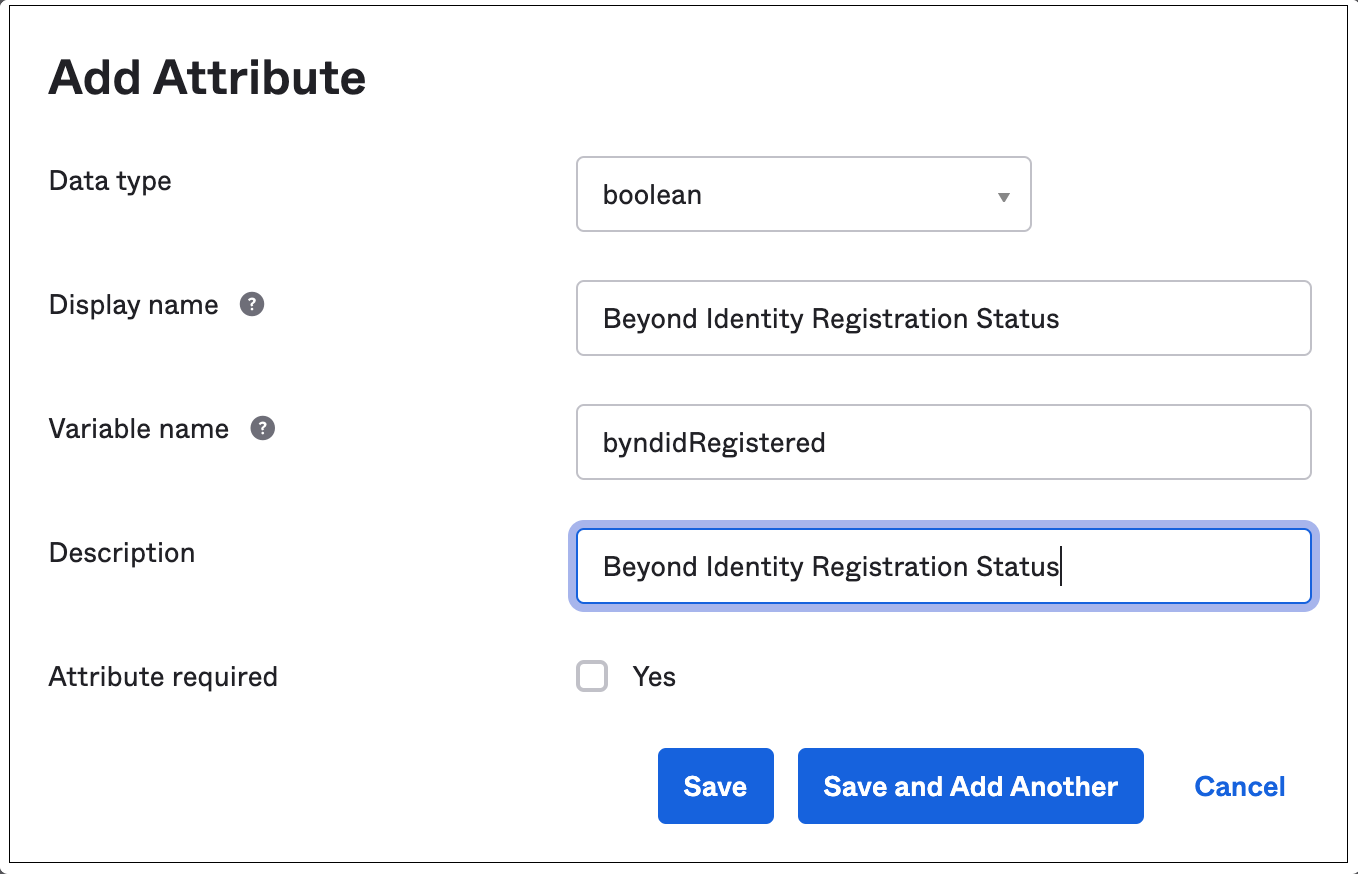 Add Attribute
Data type
boolean
Display name ?
Beyond Identity Registration Status
Variable name ?
byndidRegistered
Description
Beyond Identity Registration Status
Attribute required
Yes
Save
Save and Add Another
Cancel